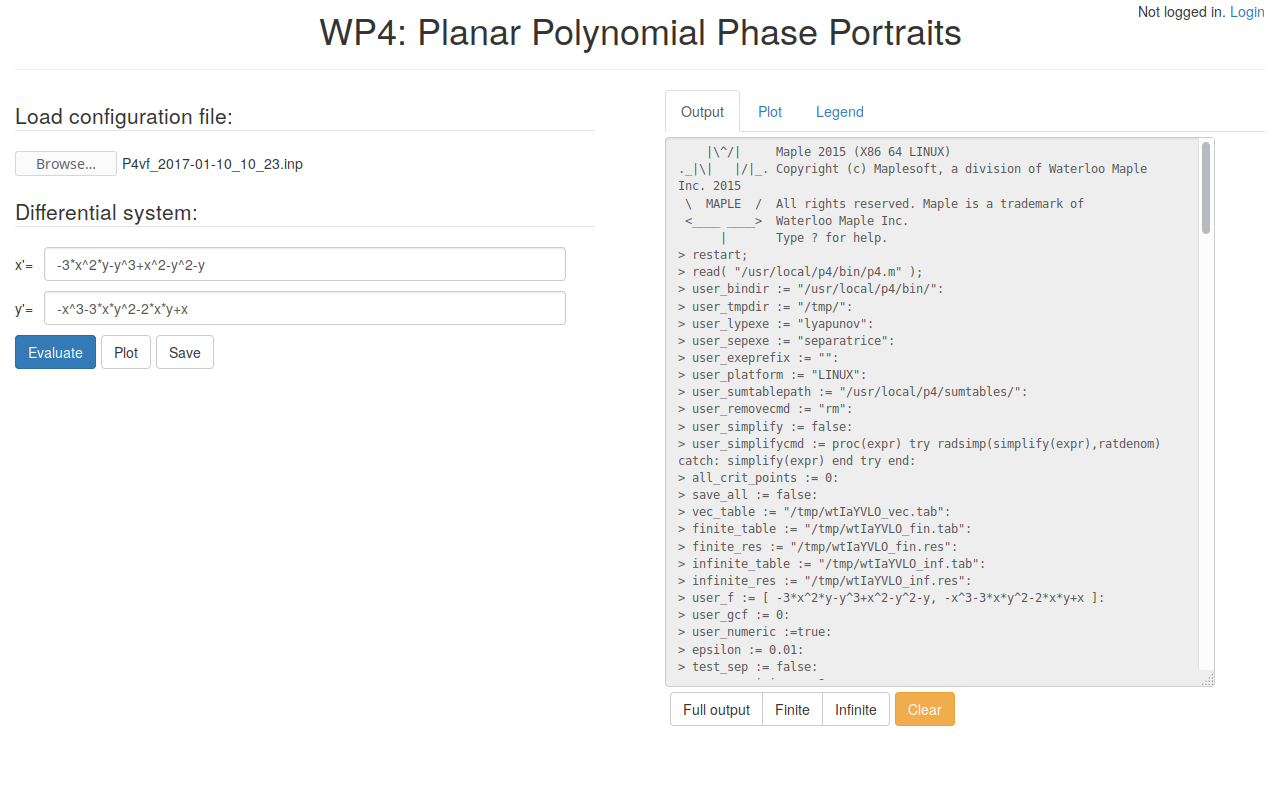 Not logged in. Login
WP4: Planar Polynomial Phase Portraits
Load configuration file:
Browse... P4vf_2017-01-10_10_23.inp
Differential system:
x'= -3*x^2*y-y^3+x^2-y^2-y
y'= -x^3-3*x*y^2-2*x*y+x
Evaluate Plot Save
Output Plot Legend
    |\^/|     Maple 2015 (X86 64 LINUX)
._|\|   |/|_. Copyright (c) Maplesoft, a division of Waterloo Maple
Inc. 2015
 \  MAPLE  /  All rights reserved. Maple is a trademark of
 <____ ____>  Waterloo Maple Inc.
      |       Type ? for help.
> restart;
> read( "/usr/local/p4/bin/p4.m" );
> user_bindir := "/usr/local/p4/bin/":
> user_tmpdir := "/tmp/":
> user_lypexe := "lyapunov":
> user_sepexe := "separatrice":
> user_exeprefix := "":
> user_platform := "LINUX":
> user_sumtablepath := "/usr/local/p4/sumtables/":
> user_removecmd := "rm":
> user_simplify := false:
> user_simplifycmd := proc(expr) try radsimp(simplify(expr),ratdenom)
catch: simplify(expr) end try end:
> all_crit_points := 0:
> save_all := false:
> vec_table := "/tmp/wtIaYVLO_vec.tab":
> finite_table := "/tmp/wtIaYVLO_fin.tab":
> finite_res := "/tmp/wtIaYVLO_fin.res":
> infinite_table := "/tmp/wtIaYVLO_inf.tab":
> infinite_res := "/tmp/wtIaYVLO_inf.res":
> user_f := [ -3*x^2*y-y^3+x^2-y^2-y, -x^3-3*x*y^2-2*x*y+x ]:
> user_gcf := 0:
> user_numeric :=true:
> epsilon := 0.01:
> test_sep := false:
Full output Finite Infinite Clear